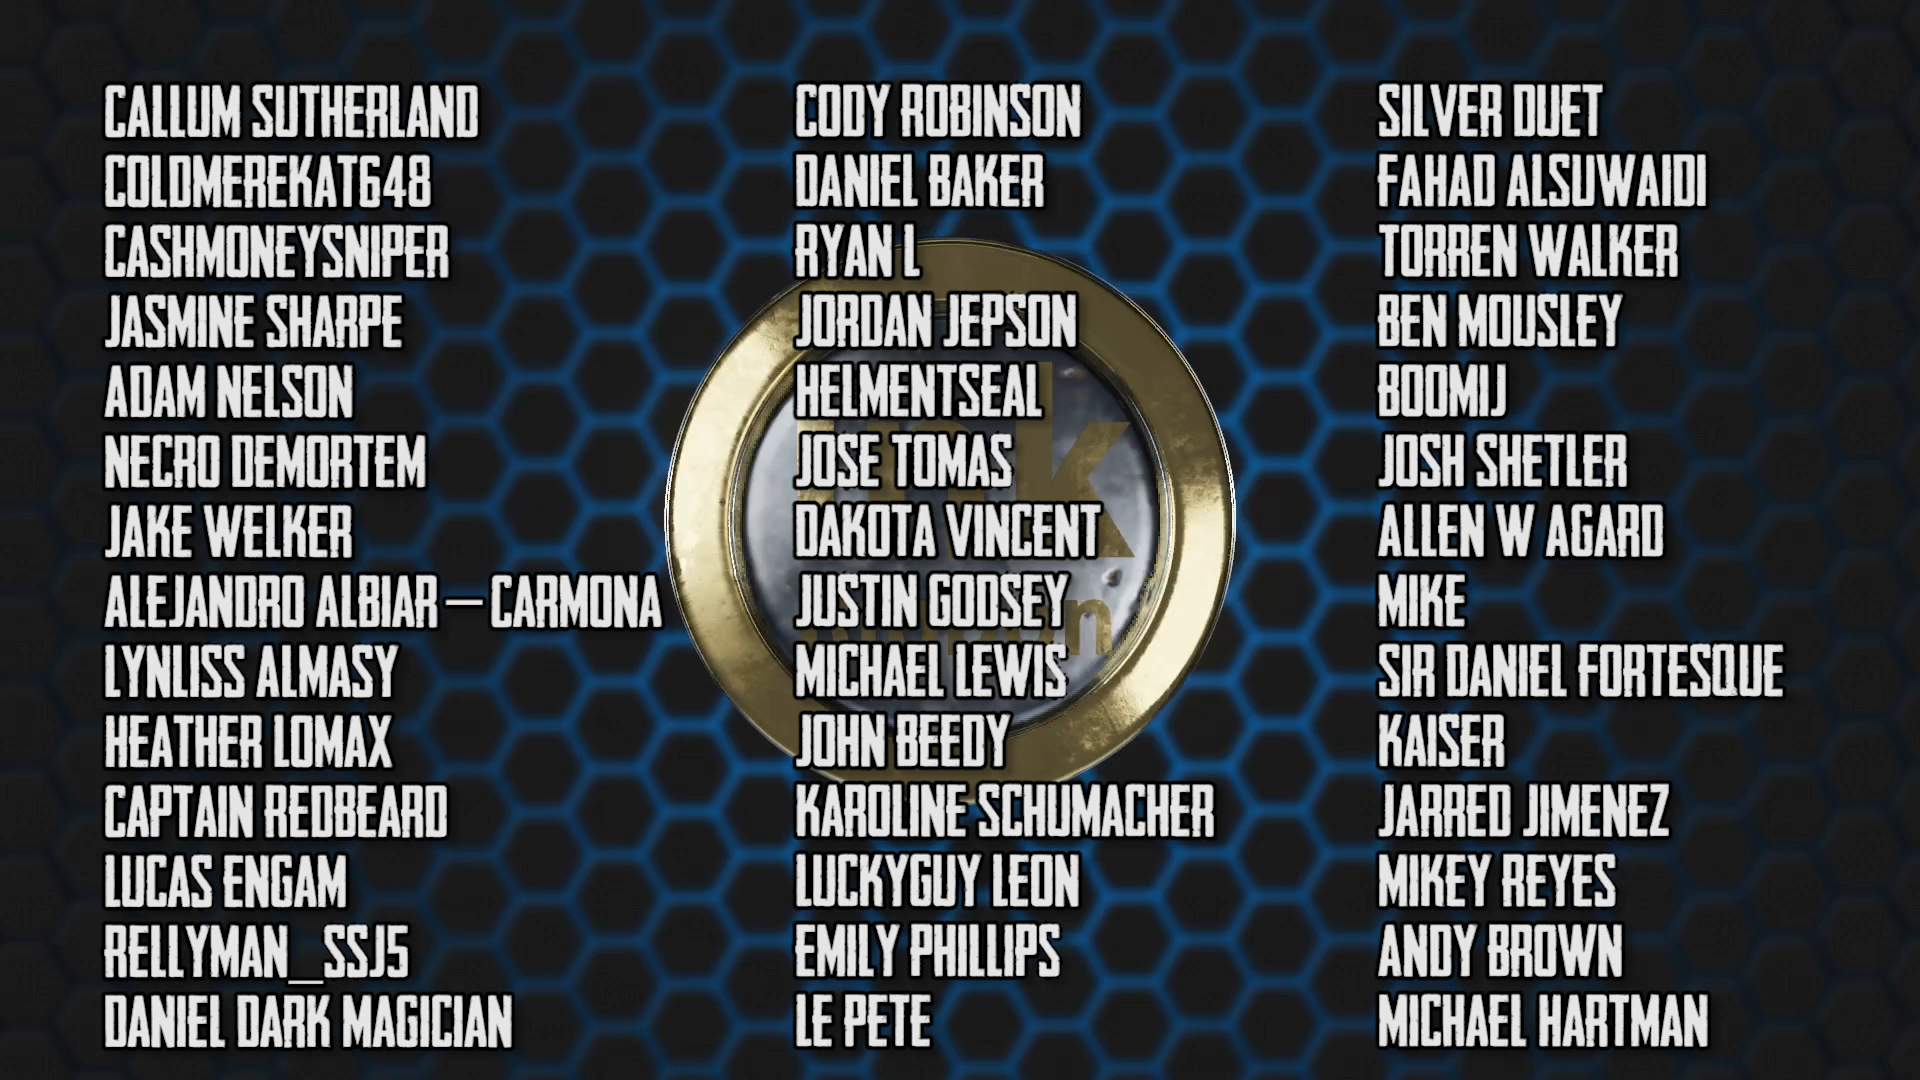 CALLUM SUTHERLAND
COLDMEREKAT648
CASHMONEYSNIPER
JASMINE SHARPE
ADAM NELSON
NECRO DEMORTEM
JAKE WELKER
ALEJANDRO ALBIAR-CARMONA
LYNLISS ALMASY
HEATHER LOMAX
CAPTAIN REDBEARD
LUCAS ENGAM
RELLYMAN_SSJ5
DANIEL DARK MAGICIAN
CODY ROBINSON
DANIEL BAKER
RYAN L
JORDAN JEPSON
HELMENTSEAL
JOSE TOMAS
DAKOTA VINCENT
JUSTIN GODSEY
MICHAEL LEWIS
JOHN BEEDY
KAROLINE SCHUMACHER
LUCKYGUY LEON
EMILY PHILLIPS
LE PETE
SILVER DUET
FAHAD ALSUWAIDI
TORREN WALKER
BEN MOUSLEY
BOOMIJ
JOSH SHETLER
ALLEN W AGARD
MIKE
SIR DANIEL FORTESQUE
KAISER
JARRED JIMENEZ
MIKEY REYES
ANDY BROWN
MICHAEL HARTMAN